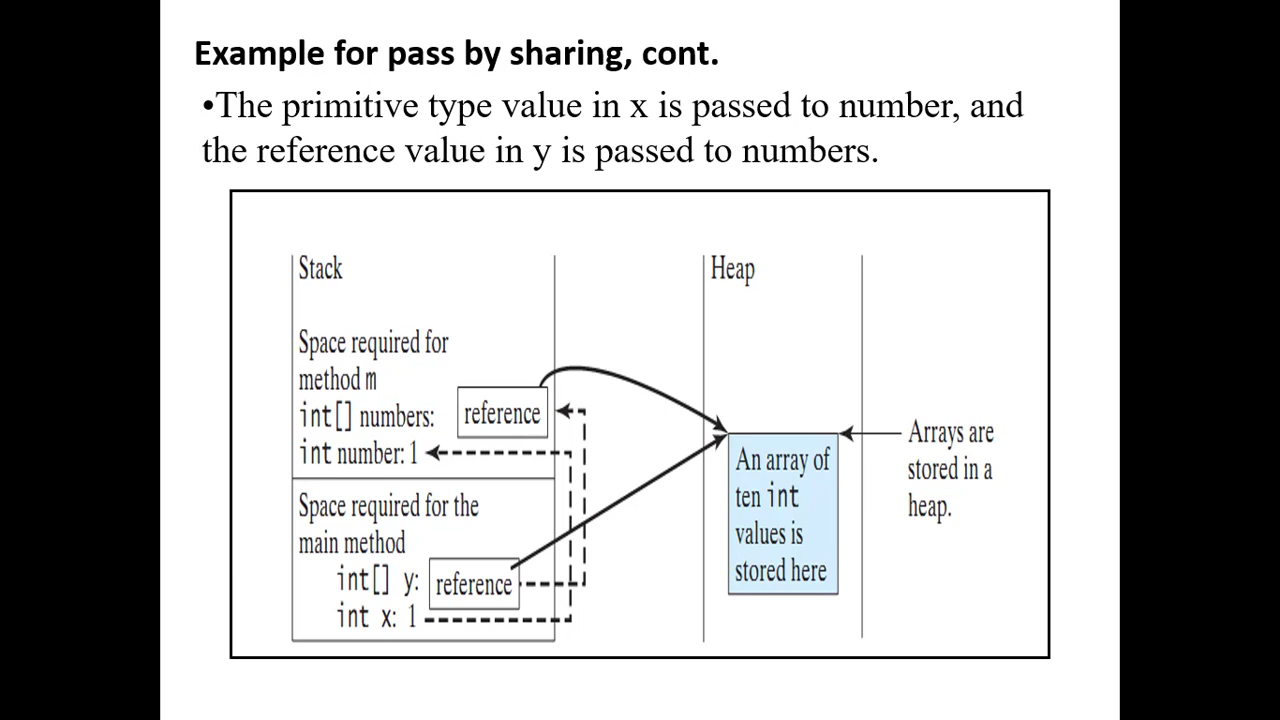 Example for pass by sharing, cont.
•The primitive type value in x is passed to number, and
the reference value in y is passed to numbers.
Stack
Space required for
method m
int[] numbers: reference
int number: 1
Space required for the
main method
int[] y: reference
int x: 1
Heap
An array of
ten int
values is
stored here
Arrays are
stored in a
heap.